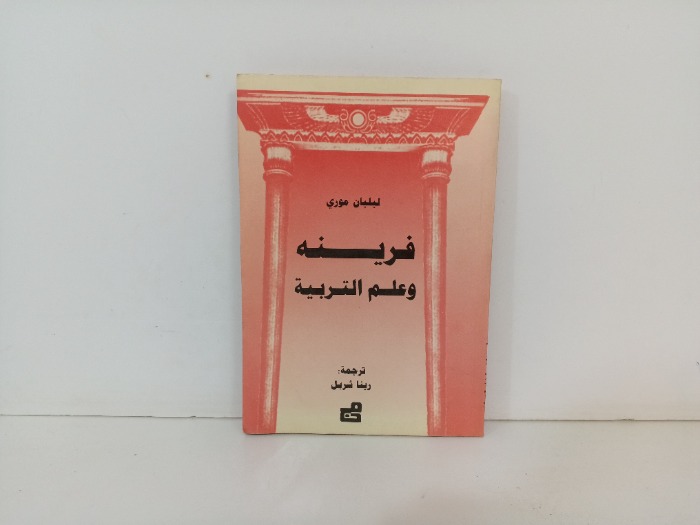 ليليان موري
فرينه
وعلم التربية
ترجمة:
رينا شربل